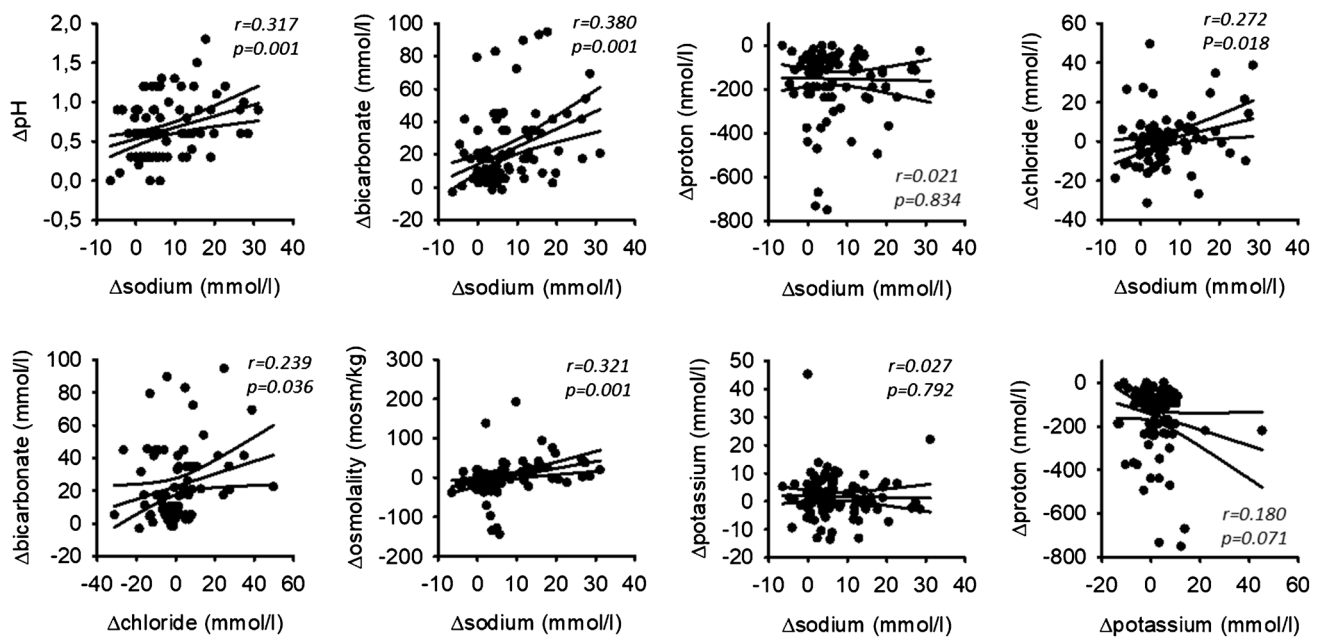 ΔpH
2,0
1,5
1,0
0,5
0,0
-0,5
r=0.317
p=0.001
-10 0 10 20 30 40
Δsodium (mmol/l)
Δbicarbonate (mmol/l)
100
80
60
40
20
0
-20
r=0.380
p=0.001
-10 0 10 20 30 40
Δsodium (mmol/l)
Δproton (nmol/l)
0
-200
-400
-600
-800
r=0.021
p=0.834
-10 0 10 20 30 40
Δsodium (mmol/l)
Δchloride (mmol/l)
60
40
20
0
-20
-40
r=0.272
P=0.018
-10 0 10 20 30 40
Δsodium (mmol/l)
Δbicarbonate (mmol/l)
100
80
60
40
20
0
-20
r=0.239
p=0.036
-40 -20 0 20 40 60
Δchloride (mmol/l)
Δosmolality (mosm/kg)
300
200
100
0
-100
-200
r=0.321
p=0.001
-10 0 10 20 30 40
Δsodium (mmol/l)
Δpotassium (mmol/l)
50
40
30
20
10
0
-10
-20
r=0.027
p=0.792
-10 0 10 20 30 40
Δsodium (mmol/l)
Δproton (nmol/l)
0
-200
-400
-600
-800
r=0.180
p=0.071
-20 0 20 40 60
Δpotassium (mmol/l)